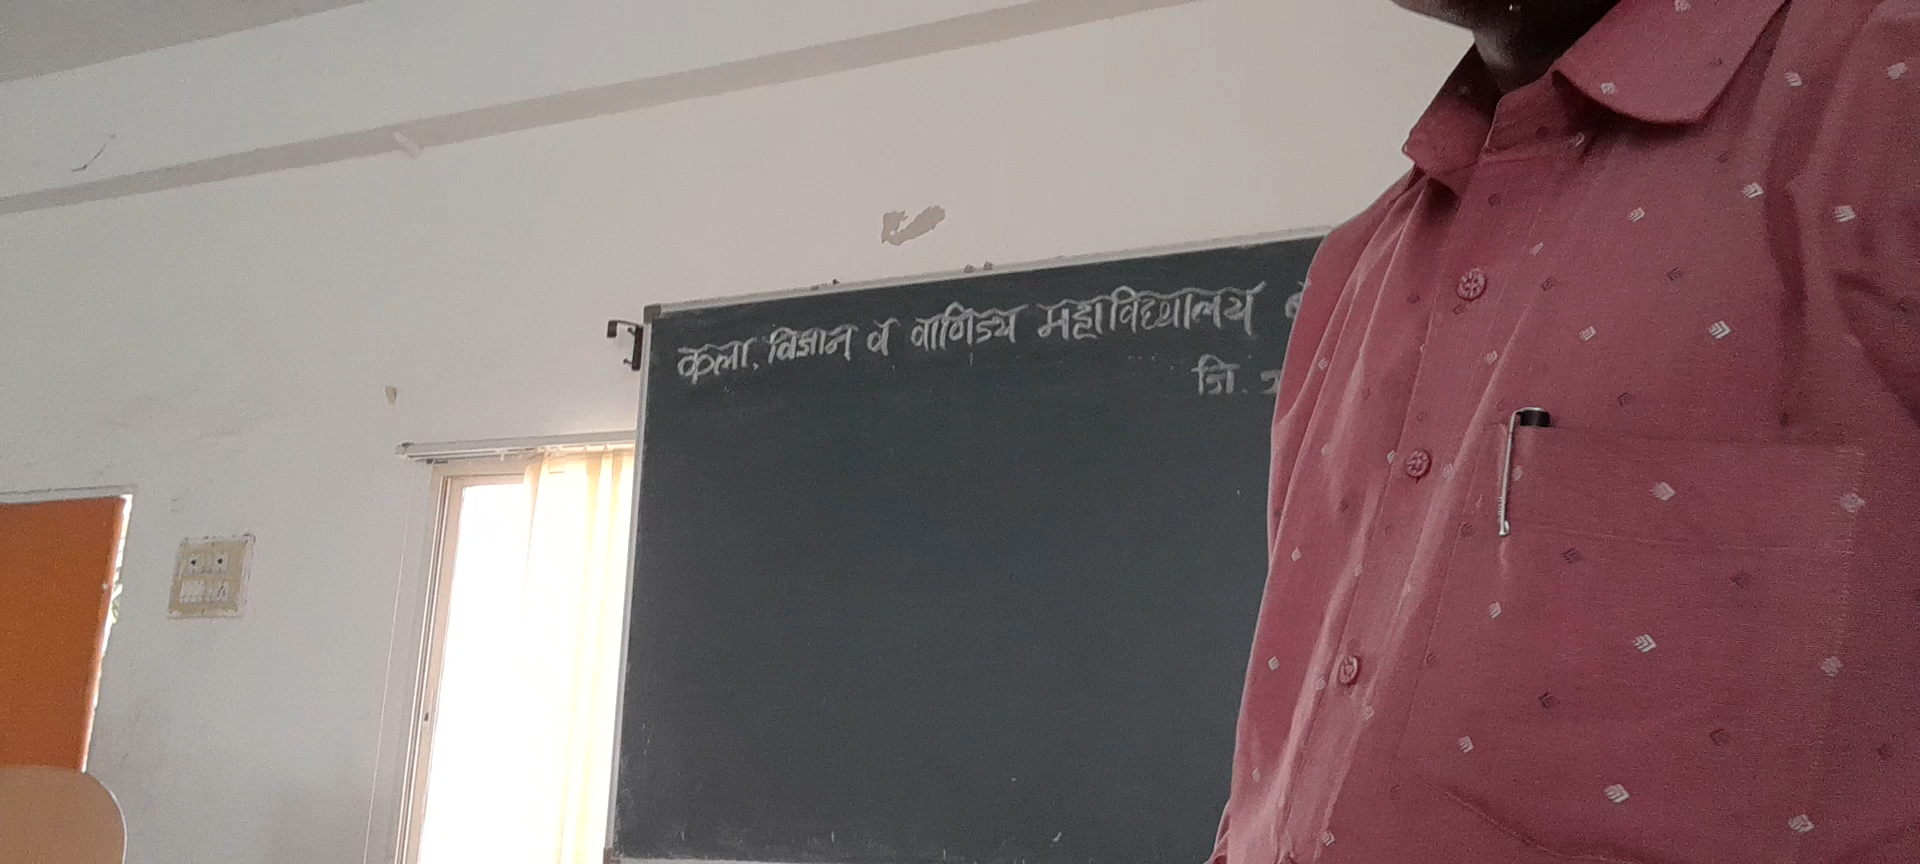 कला, विज्ञान व वाणिज्य महाविद्यालय
जि.